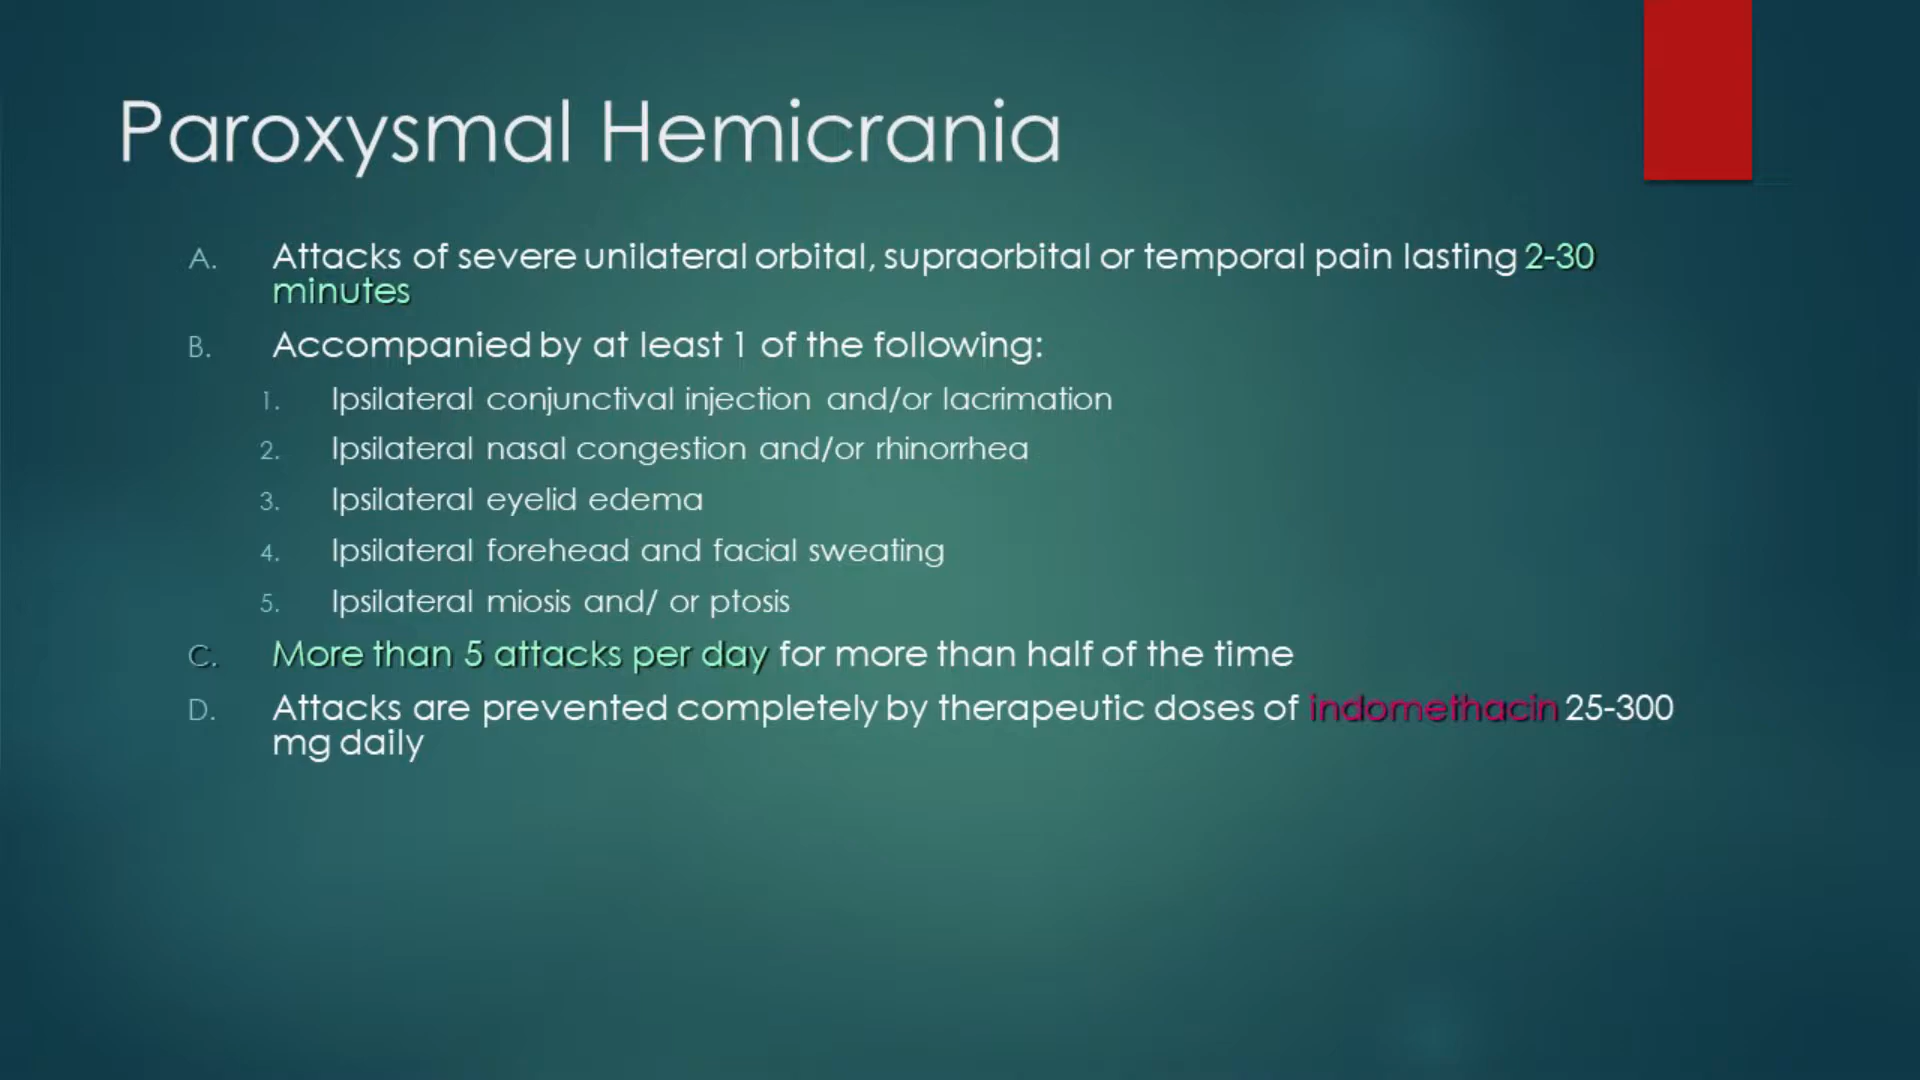 Paroxysmal Hemicrania
A. Attacks of severe unilateral orbital, supraorbital or temporal pain lasting 2-30
minutes
B. Accompanied by at least 1 of the following:
1. Ipsilateral conjunctival injection and/or lacrimation
2. Ipsilateral nasal congestion and/or rhinorrhea
3. Ipsilateral eyelid edema
4. Ipsilateral forehead and facial sweating
5. Ipsilateral miosis and/ or ptosis
C. More than 5 attacks per day for more than half of the time
D. Attacks are prevented completely by therapeutic doses of indomethacin 25-300
mg daily